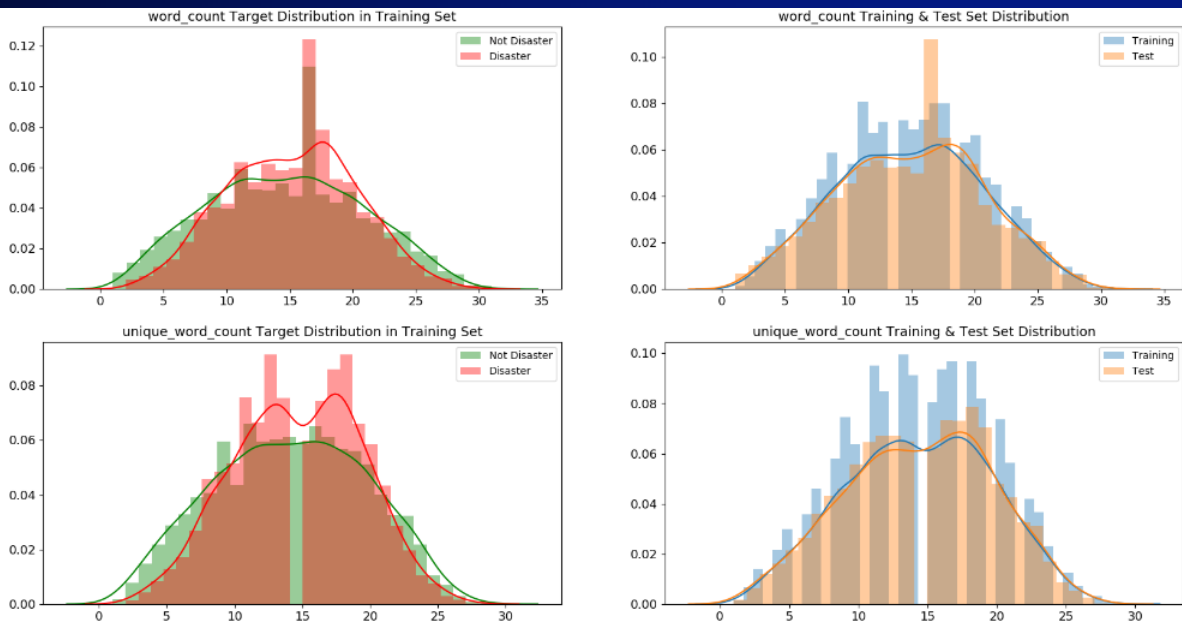 word_count Target Distribution in Training Set
0.12
0.10
0.08
0.06
0.04
0.02
0.00
Not Disaster
Disaster
0 5 10 15 20 25 30 35
word_count Training & Test Set Distribution
0.10
0.08
0.06
0.04
0.02
0.00
Training
Test
0 5 10 15 20 25 30 35
unique_word_count Target Distribution in Training Set
0.08
0.06
0.04
0.02
0.00
Not Disaster
Disaster
0 5 10 15 20 25 30
unique_word_count Training & Test Set Distribution
0.10
0.08
0.06
0.04
0.02
0.00
Training
Test
0 5 10 15 20 25 30